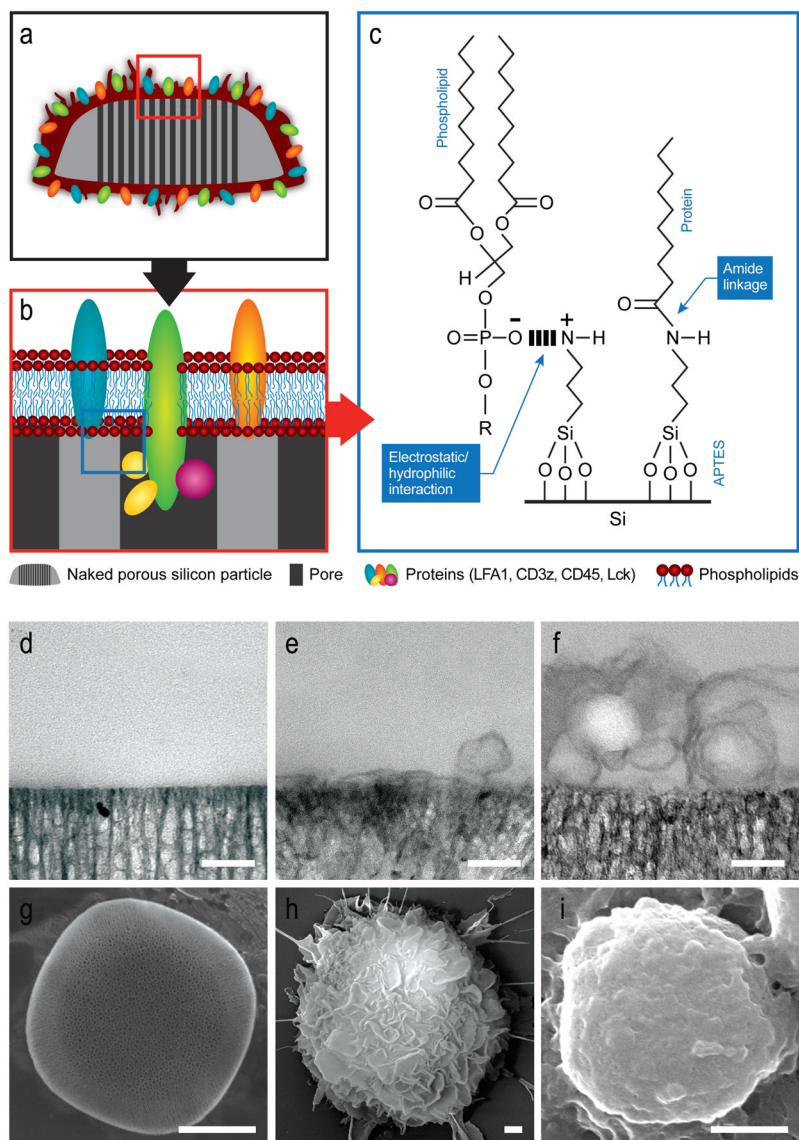 a
b
c
Phospholipid
O
O
O
O
H
O
O
P
O
−
+
N
H
O
R
Electrostatic/
hydrophilic
interaction
Protein
Amide
linkage
O
N
H
Si
O
O
O
Si
O
O
O
APTES
Si
Naked porous silicon particle
Pore
Proteins (LFA1, CD3z, CD45, Lck)
Phospholipids
d
e
f
g
h
i